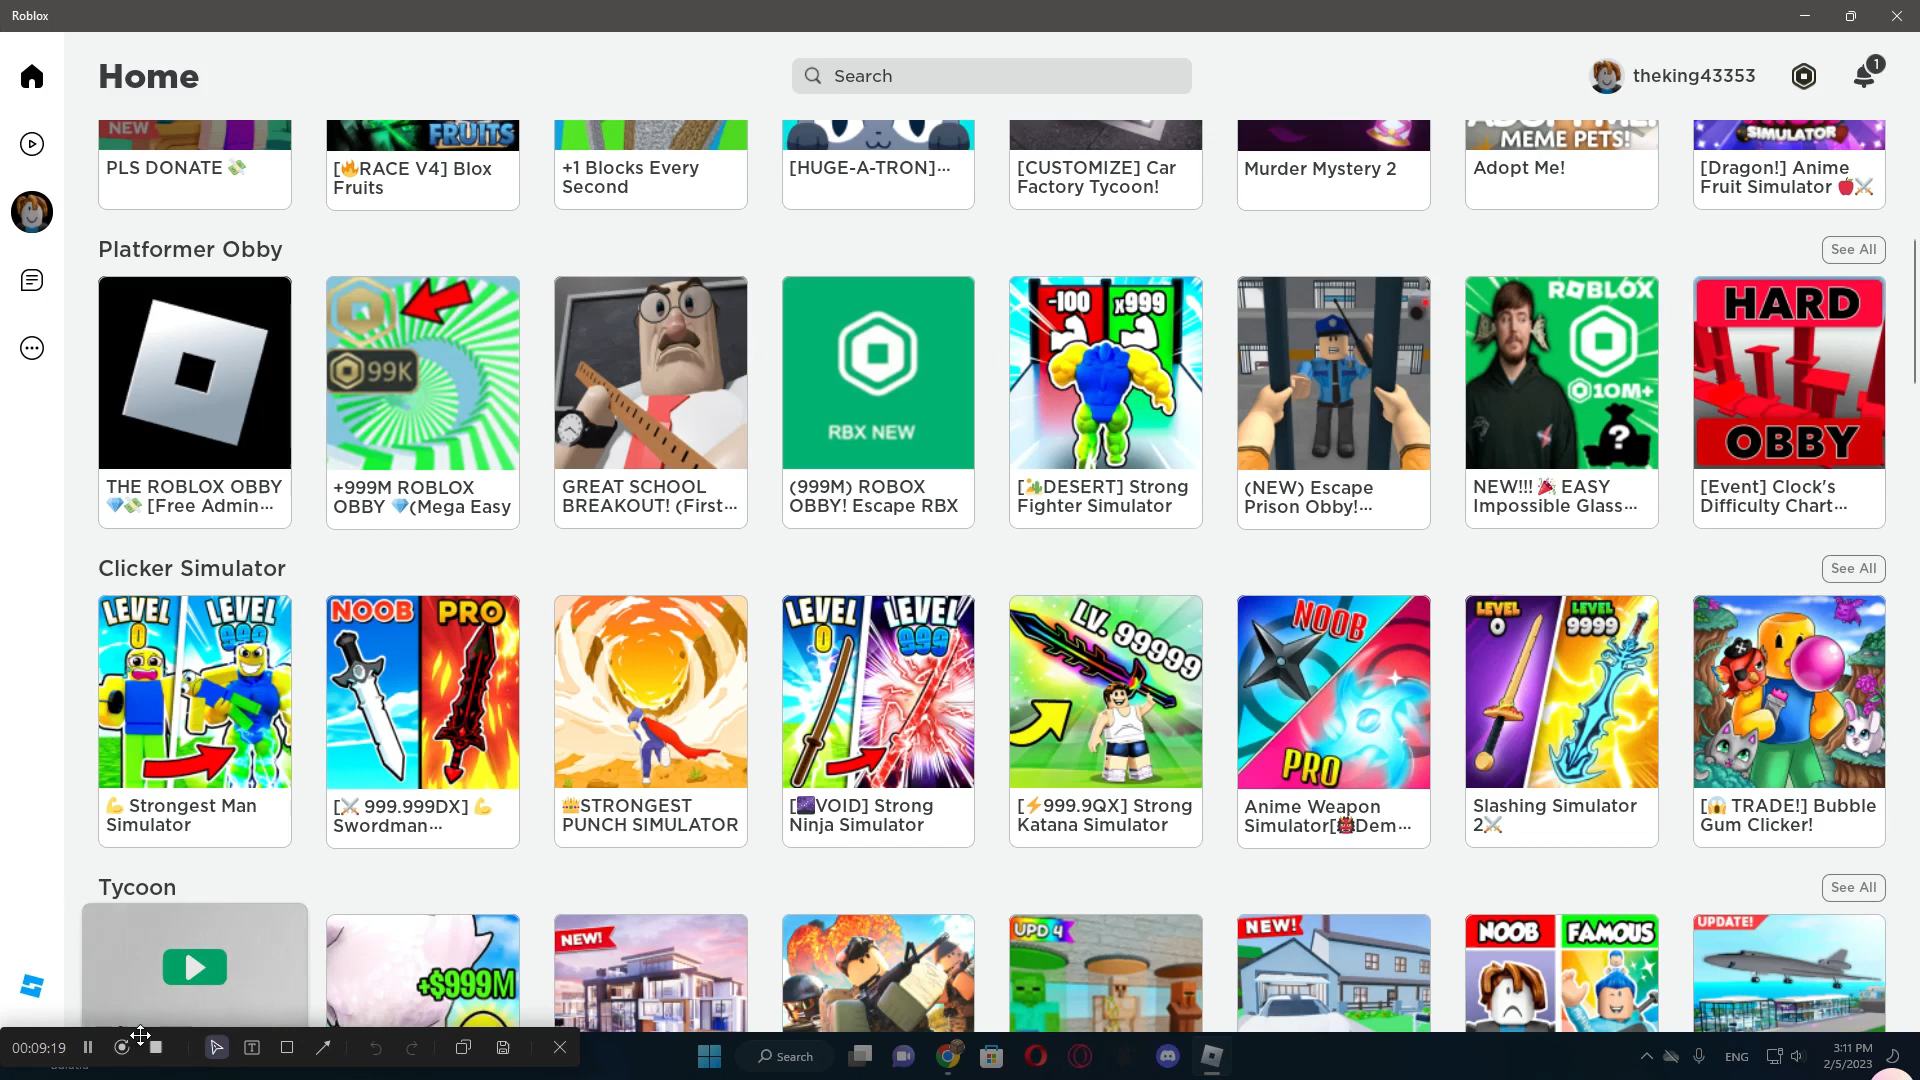 Roblox
Home
Search
theking43353
1
NEW
FRUITS
MEME PETS!
SIMULATOR
PLS DONATE 💸
[🔥RACE V4] Blox
Fruits
+1 Blocks Every
Second
[HUGE-A-TRON]...
[CUSTOMIZE] Car
Factory Tycoon!
Murder Mystery 2
Adopt Me!
[Dragon!] Anime
Fruit Simulator 🍎⚔️
Platformer Obby
See All
99K
RBX NEW
-100
x999
ROBLOX
10M+
?
HARD
OBBY
THE ROBLOX OBBY
💎💸 [Free Admin...
+999M ROBLOX
OBBY 💎(Mega Easy
GREAT SCHOOL
BREAKOUT! (First...
(999M) ROBOX
OBBY! Escape RBX
[🏜️DESERT] Strong
Fighter Simulator
(NEW) Escape
Prison Obby!...
NEW!!! 🎉 EASY
Impossible Glass...
[Event] Clock's
Difficulty Chart...
Clicker Simulator
See All
LEVEL
0
LEVEL
999
NOOB
PRO
LEVEL
0
LEVEL
999
LV. 99999
NOOB
PRO
LEVEL
0
LEVEL
9999
💪 Strongest Man
Simulator
[⚔️ 999.999DX] 💪
Swordman...
👑STRONGEST
PUNCH SIMULATOR
[🌌VOID] Strong
Ninja Simulator
[⚡999.9QX] Strong
Katana Simulator
Anime Weapon
Simulator[👹Dem...
Slashing Simulator
2⚔️
[😱 TRADE!] Bubble
Gum Clicker!
Tycoon
See All
+$999M
NEW!
UPD 4
NEW!
NOOB
FAMOUS
UPDATE!
00:09:19
Search
ENG
3:11 PM
2/5/2023